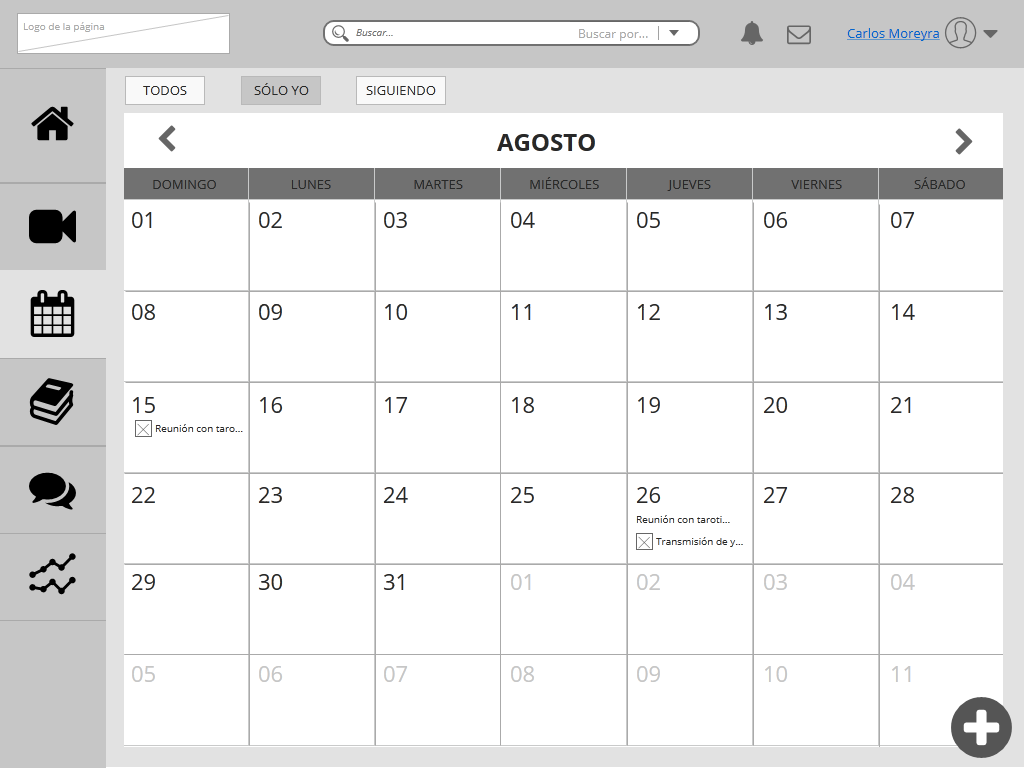 Logo de la página
Buscar...
Buscar por...
Carlos Moreyra
TODOS
SÓLO YO
SIGUIENDO
AGOSTO
DOMINGO LUNES MARTES MIÉRCOLES JUEVES VIERNES SÁBADO
01 02 03 04 05 06 07
08 09 10 11 12 13 14
15 16 17 18 19 20 21
Reunión con taro...
22 23 24 25 26 27 28
Reunión con taroti...
Transmisión de y...
29 30 31 01 02 03 04
05 06 07 08 09 10 11